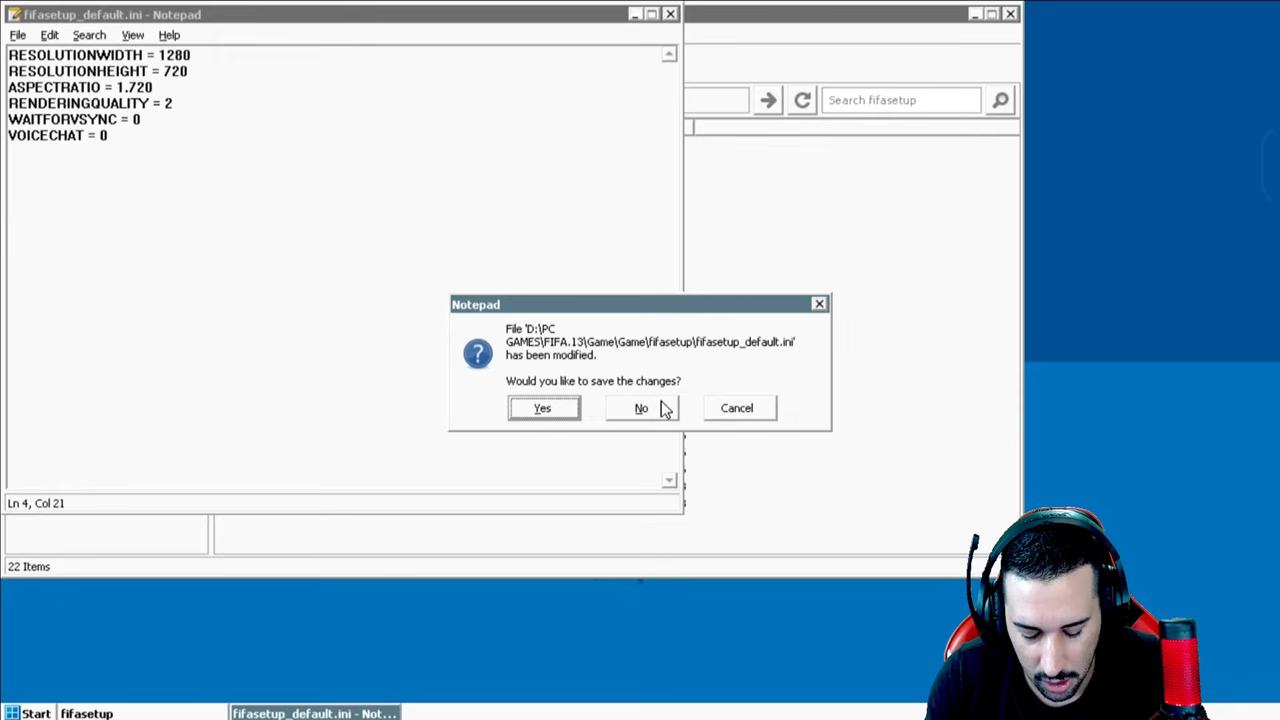 fifasetup_default.ini - Notepad
File Edit Search View Help
RESOLUTIONWIDTH = 1280
RESOLUTIONHEIGHT = 720
ASPECTRATIO = 1.720
RENDERINGQUALITY = 2
WAITFORVSYNC = 0
VOICECHAT = 0
Search fifasetup
Notepad
File 'D:\PC
GAMES\FIFA.13\Game\Game\fifasetup\fifasetup_default.ini'
has been modified.
Would you like to save the changes?
Yes No Cancel
Ln 4, Col 21
22 Items
Start fifasetup fifasetup_default.ini - Not...